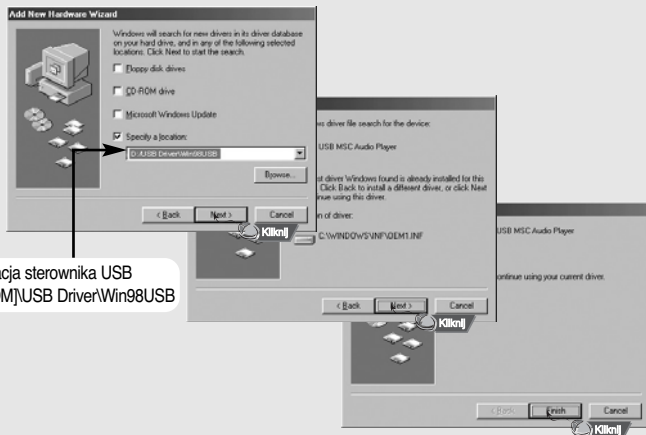 Add New Hardware Wizard
Windows will search for new drivers in its driver database
on your hard drive, and in any of the following selected
locations. Click Next to start the search.
Floppy disk drives
CD-ROM drive
Microsoft Windows Update
Specify a location:
D:/USB Driver\Win98USB
Browse...
< Back
Next >
Cancel
Kliknij
acja sterownika USB
OM]\USB Driver\Win98USB
driver file search for the device:
USB MSC Audio Player
st driver Windows found is already installed for this
Click Back to install a different driver, or click Next
inue using this driver.
n of driver:
C:\WINDOWS\INF\OEM1.INF
< Back
Next >
Cancel
Kliknij
USB MSC Audio Player
ontinue using your current driver.
< Back
Finish
Cancel
Kliknij